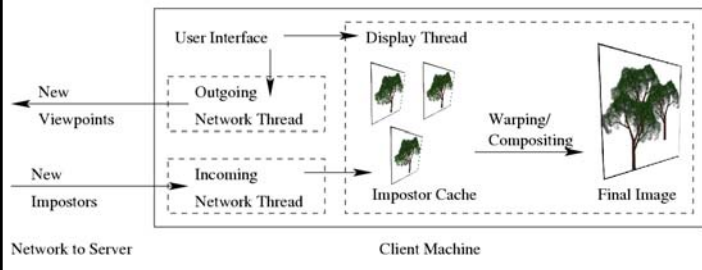 User Interface
Display Thread
New
Viewpoints
Outgoing
Network Thread
Warping/
Compositing
New
Impostors
Incoming
Network Thread
Impostor Cache
Final Image
Network to Server
Client Machine